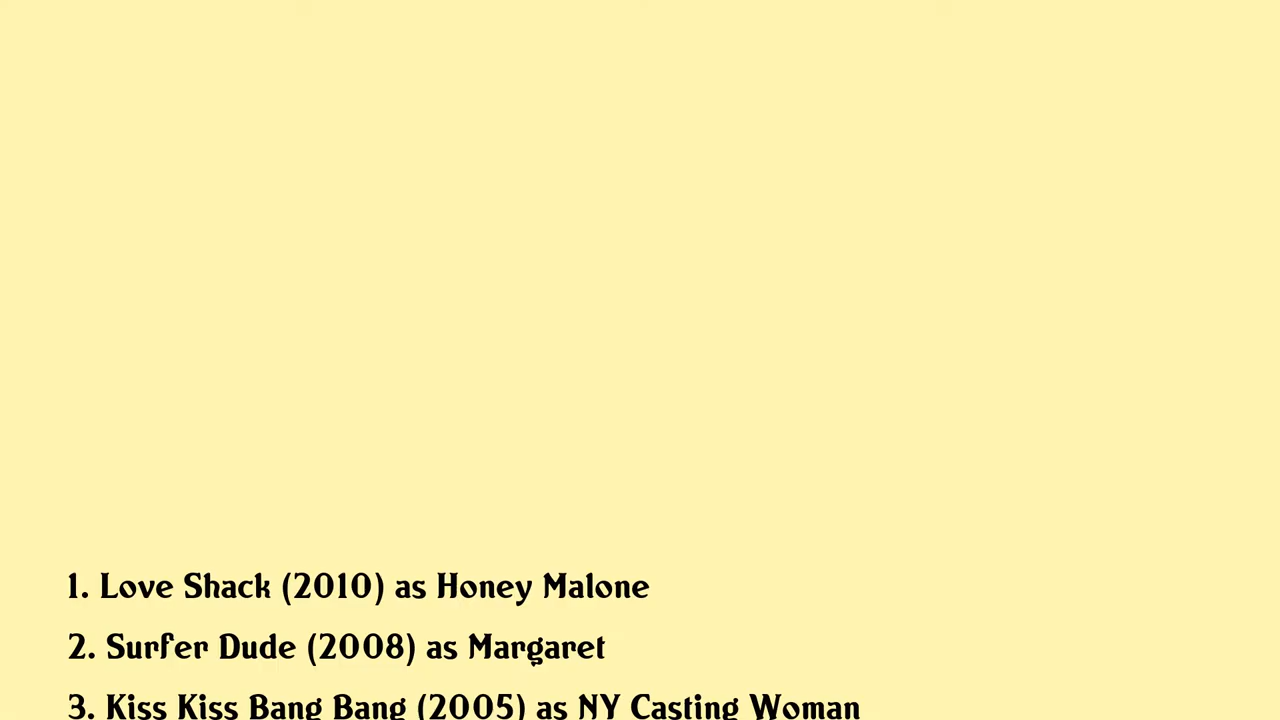 1. Love Shack (2010) as Honey Malone
2. Surfer Dude (2008) as Margaret
3. Kiss Kiss Bang Bang (2005) as NY Casting Woman